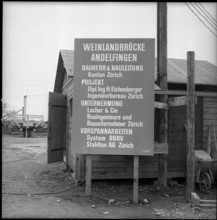 WEINLANDBRÜCKE
ANDELFINGEN
BAUHERR & BAULEITUNG
Kanton Zürich
PROJEKT
Dipl. Ing. H. Eichenberger
Ingenieurbureau Zürich
UNTERNEHMUNG
Locher & Cie
Bauingenieure und
Bauunternehmer Zürich
VORSPANNARBEITEN
System BBRV
Stahlton AG Zürich